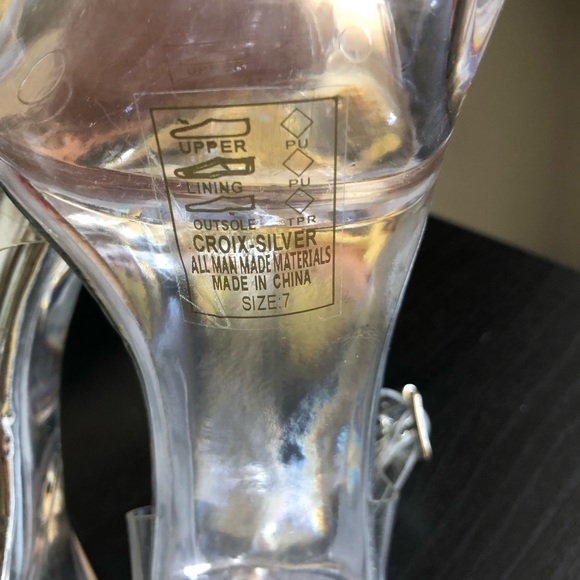 UPPER PU
LINING PU
OUTSOLE TPR
CROIX-SILVER
ALL MAN MADE MATERIALS
MADE IN CHINA
SIZE:7